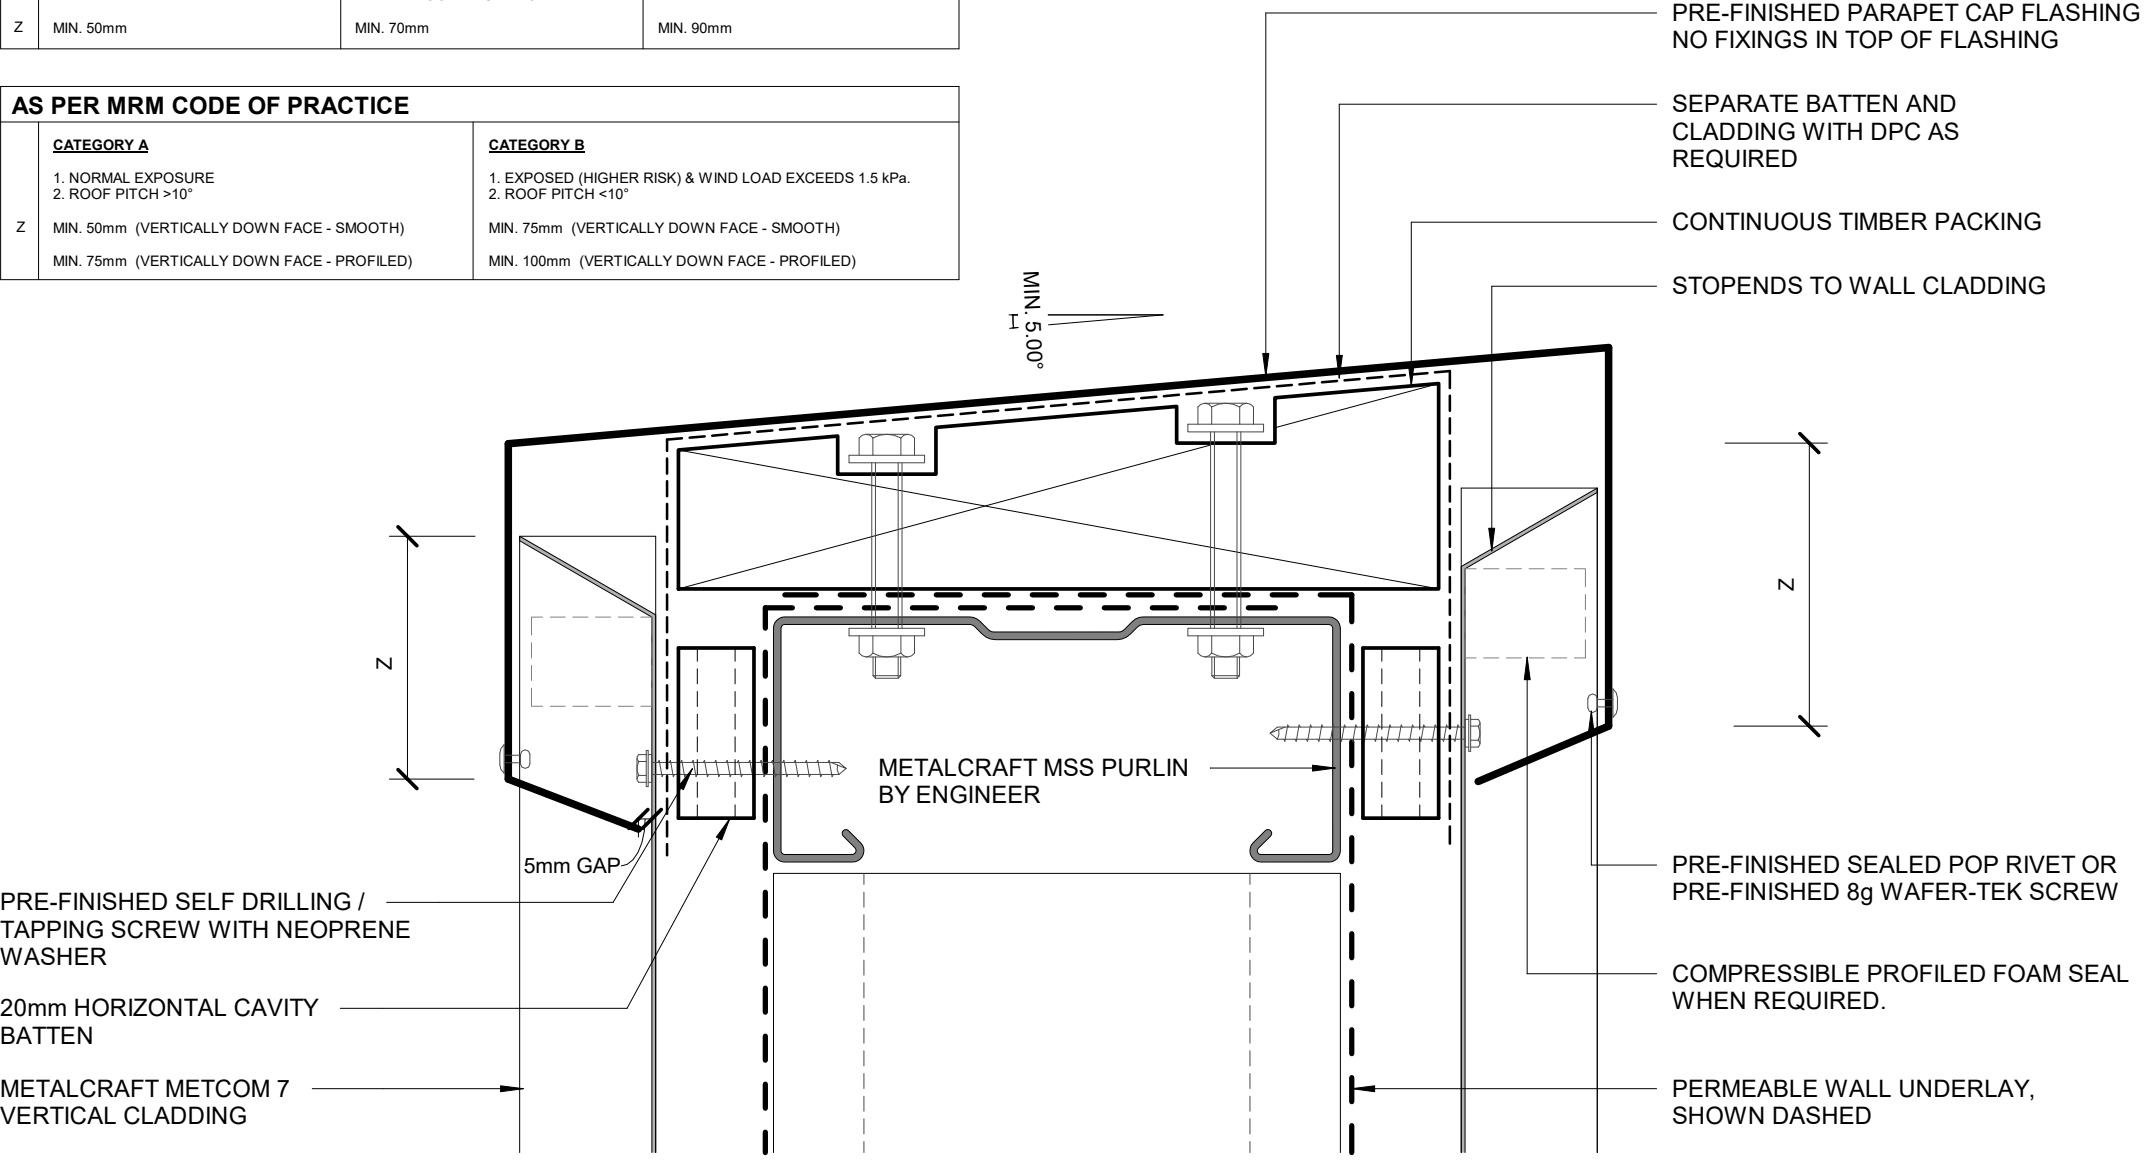 Z
MIN. 50mm
MIN. 70mm
MIN. 90mm
AS PER MRM CODE OF PRACTICE
CATEGORY A
1. NORMAL EXPOSURE
2. ROOF PITCH >10°
Z
MIN. 50mm (VERTICALLY DOWN FACE - SMOOTH)
MIN. 75mm (VERTICALLY DOWN FACE - PROFILED)
CATEGORY B
1. EXPOSED (HIGHER RISK) & WIND LOAD EXCEEDS 1.5 kPa.
2. ROOF PITCH <10°
MIN. 75mm (VERTICALLY DOWN FACE - SMOOTH)
MIN. 100mm (VERTICALLY DOWN FACE - PROFILED)
PRE-FINISHED PARAPET CAP FLASHING
NO FIXINGS IN TOP OF FLASHING
SEPARATE BATTEN AND
CLADDING WITH DPC AS
REQUIRED
CONTINUOUS TIMBER PACKING
STOPENDS TO WALL CLADDING
MIN. 5.00°
Z
Z
METALCRAFT MSS PURLIN
BY ENGINEER
5mm GAP
PRE-FINISHED SELF DRILLING /
TAPPING SCREW WITH NEOPRENE
WASHER
20mm HORIZONTAL CAVITY
BATTEN
METALCRAFT METCOM 7
VERTICAL CLADDING
PRE-FINISHED SEALED POP RIVET OR
PRE-FINISHED 8g WAFER-TEK SCREW
COMPRESSIBLE PROFILED FOAM SEAL
WHEN REQUIRED.
PERMEABLE WALL UNDERLAY,
SHOWN DASHED